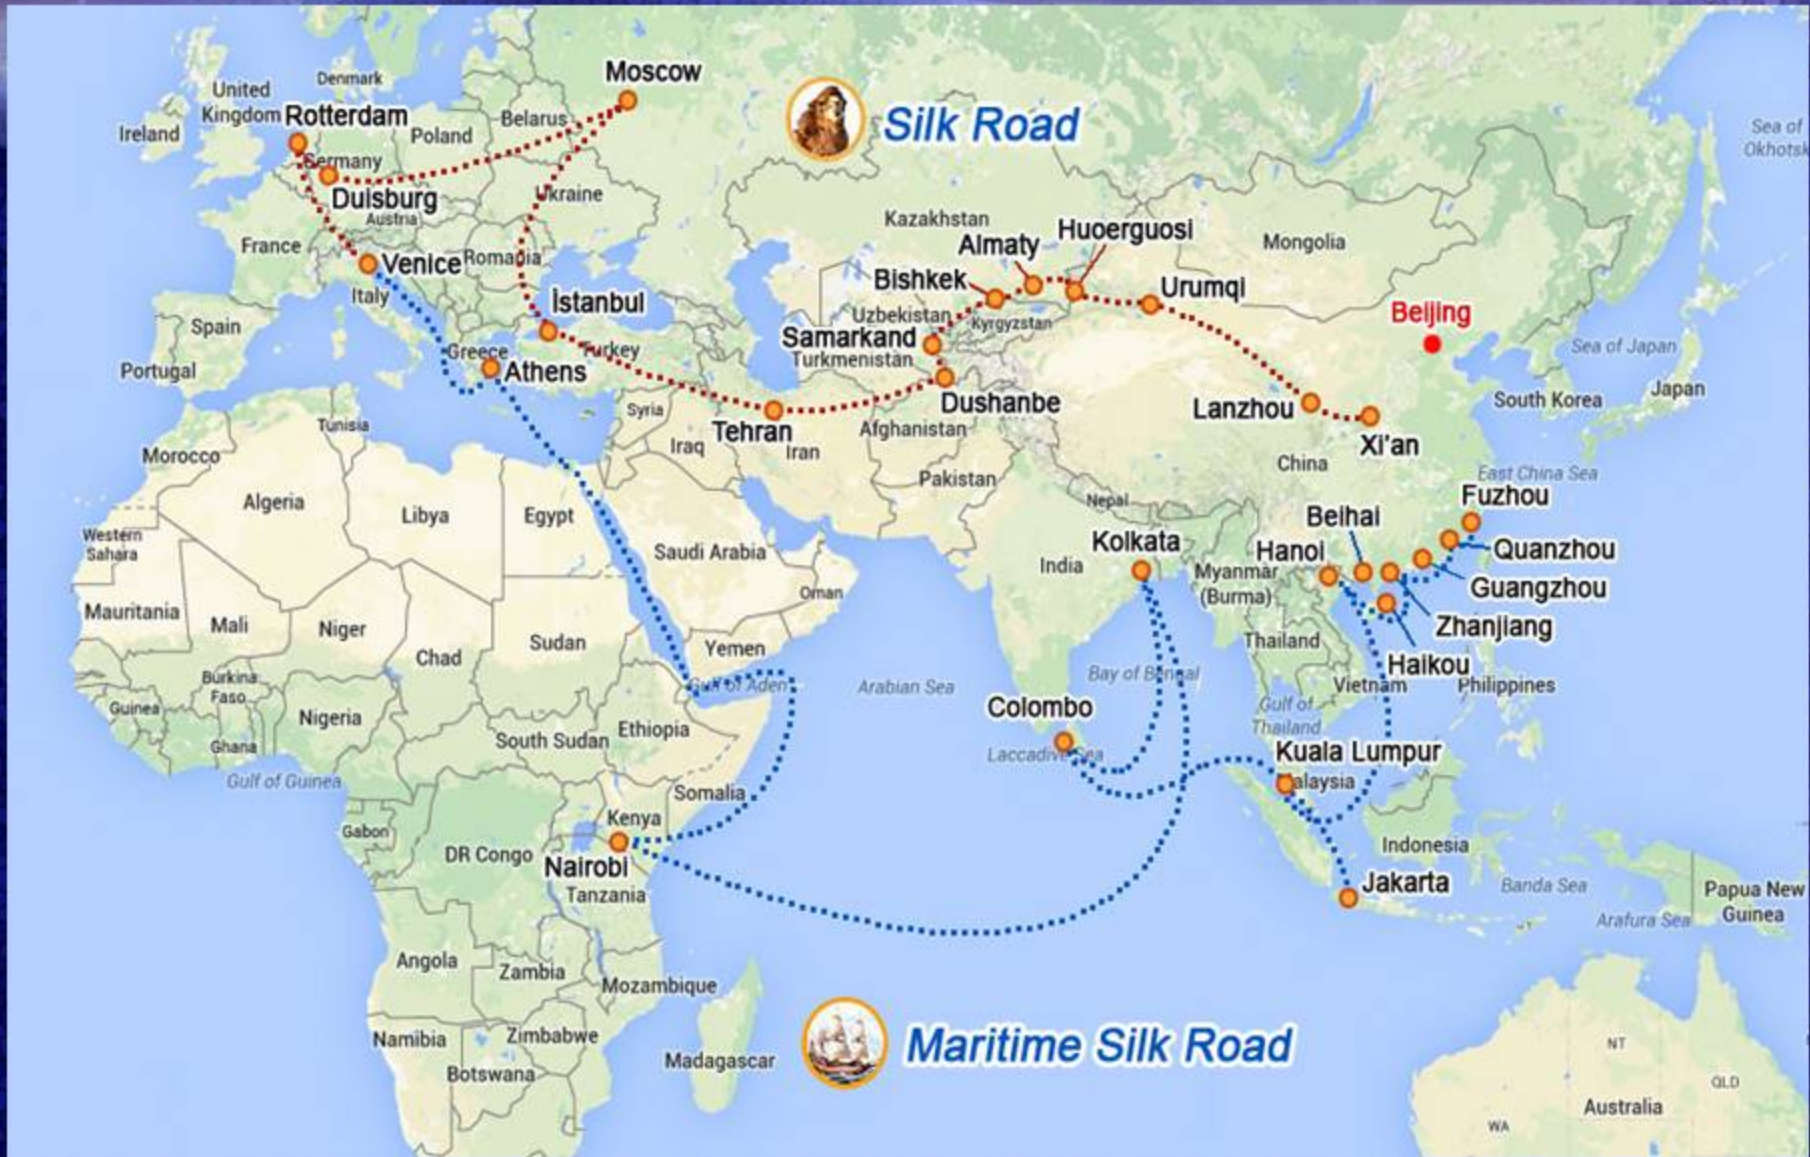 Moscow
Denmark
United
Kingdom
Rotterdam
Belarus
Ireland
Poland
Silk Road
Sea of
Okhotsk
Germany
Duisburg
Ukraine
Austria
Kazakhstan
Huoerguosi
France
Almaty
Mongolia
Venice
Romania
Bishkek
Urumqi
Italy
İstanbul
Uzbekistan
Kyrgyzstan
Beijing
Spain
Samarkand
Turkmenistan
Sea of Japan
Greece
Turkey
Portugal
Athens
Japan
South Korea
Dushanbe
Lanzhou
Syria
Tunisia
Tehran
Afghanistan
Xi'an
Morocco
Iraq
Iran
China
Pakistan
East China Sea
Nepal
Fuzhou
Algeria
Libya
Egypt
Beihai
Western
Sahara
Saudi Arabia
Kolkata
Hanoi
Quanzhou
India
Myanmar
(Burma)
Guangzhou
Oman
Mauritania
Mali
Niger
Zhanjiang
Sudan
Yemen
Thailand
Chad
Haikou
Burkina
Faso
Gulf of Aden
Arabian Sea
Bay of Bengal
Vietnam
Philippines
Guinea
Nigeria
Colombo
Gulf of
Thailand
Ethiopia
South Sudan
Ghana
Laccadive Sea
Kuala Lumpur
Gulf of Guinea
Malaysia
Somalia
Kenya
Gabon
DR Congo
Nairobi
Indonesia
Tanzania
Jakarta
Banda Sea
Papua New
Guinea
Arafura Sea
Angola
Zambia
Mozambique
Namibia
Zimbabwe
Maritime Silk Road
NT
Madagascar
Botswana
QLD
Australia
WA